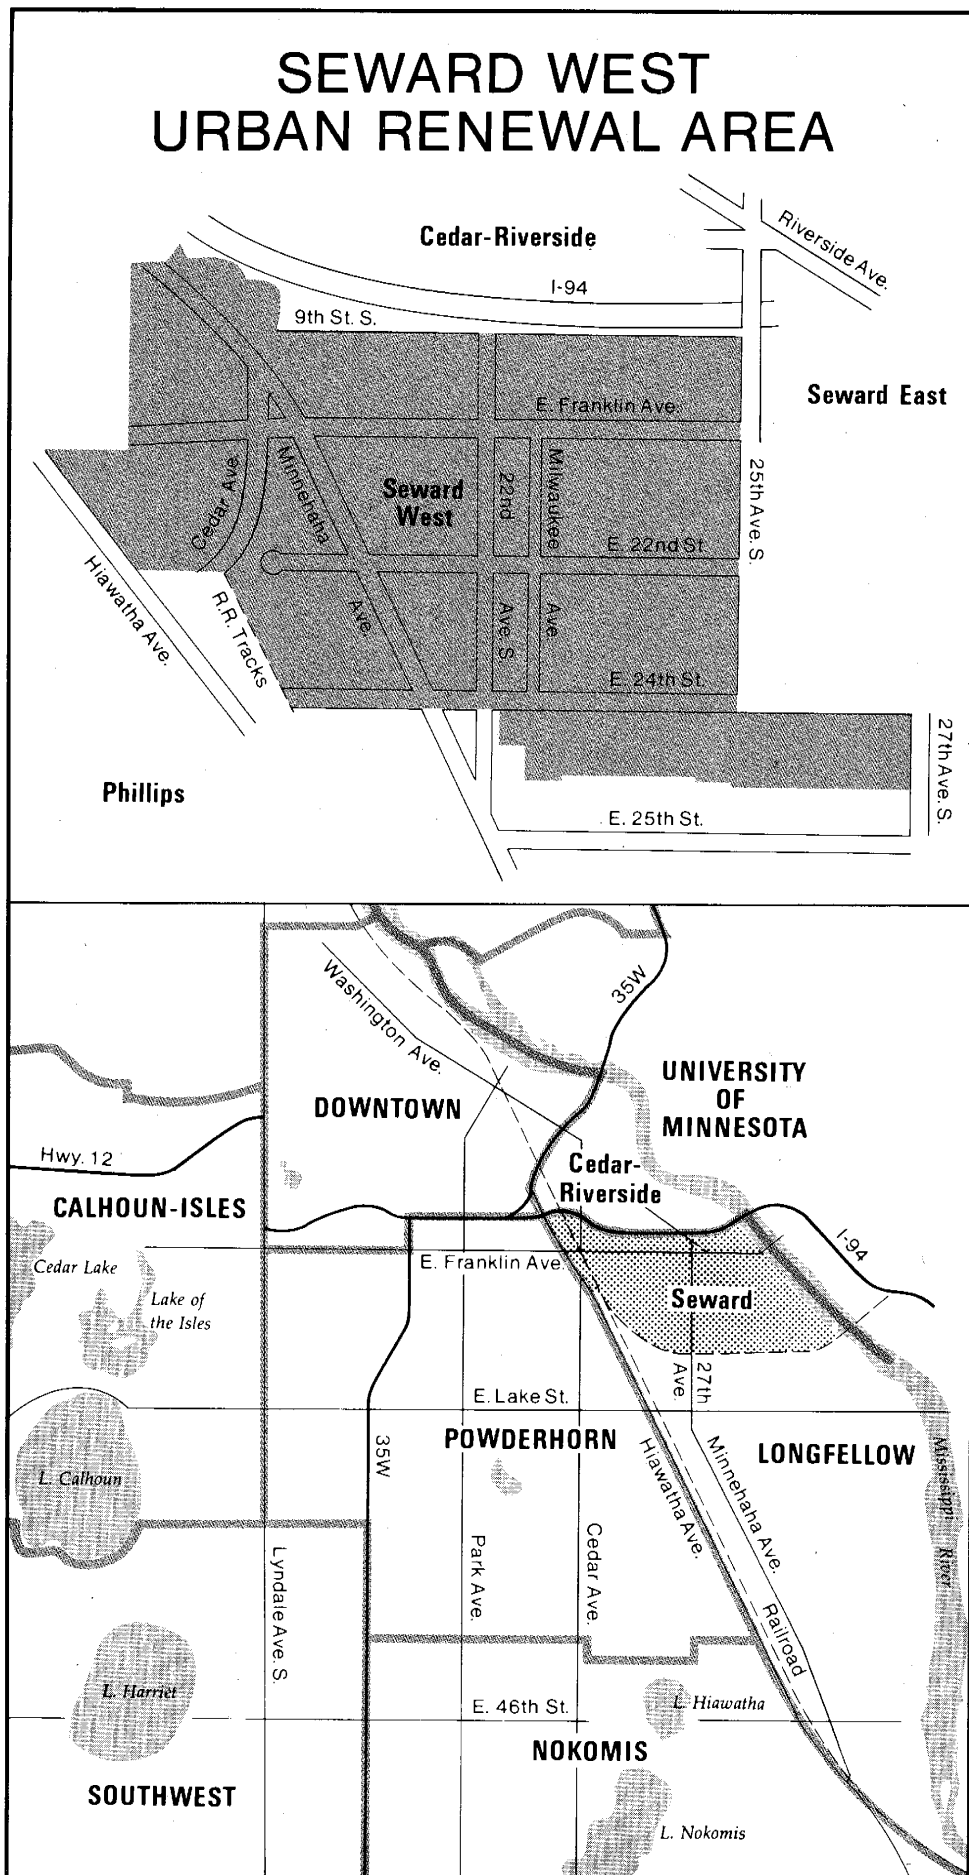 SEWARD WEST
URBAN RENEWAL AREA
Cedar-Riverside
Riverside Ave.
I-94
9th St. S.
Seward East
E. Franklin Ave.
Cedar Ave.
Minnehaha
Ave.
Seward
West
22nd
Ave. S.
Milwaukee
Ave.
25th Ave. S.
E. 22nd St.
Hiawatha Ave.
R.R. Tracks
E. 24th St.
27th Ave. S.
Phillips
E. 25th St.
Washington Ave.
35W
UNIVERSITY
OF
MINNESOTA
DOWNTOWN
Hwy. 12
Cedar-
Riverside
CALHOUN-ISLES
I-94
E. Franklin Ave.
Cedar Lake
Lake of
the Isles
Seward
27th
Ave.
E. Lake St.
35W
POWDERHORN
LONGFELLOW
L. Calhoun
Hiawatha Ave.
Minnehaha Ave.
Mississippi
River
Lyndale Ave. S.
Park Ave.
Cedar Ave.
Railroad
L. Harriet
E. 46th St.
L. Hiawatha
NOKOMIS
SOUTHWEST
L. Nokomis